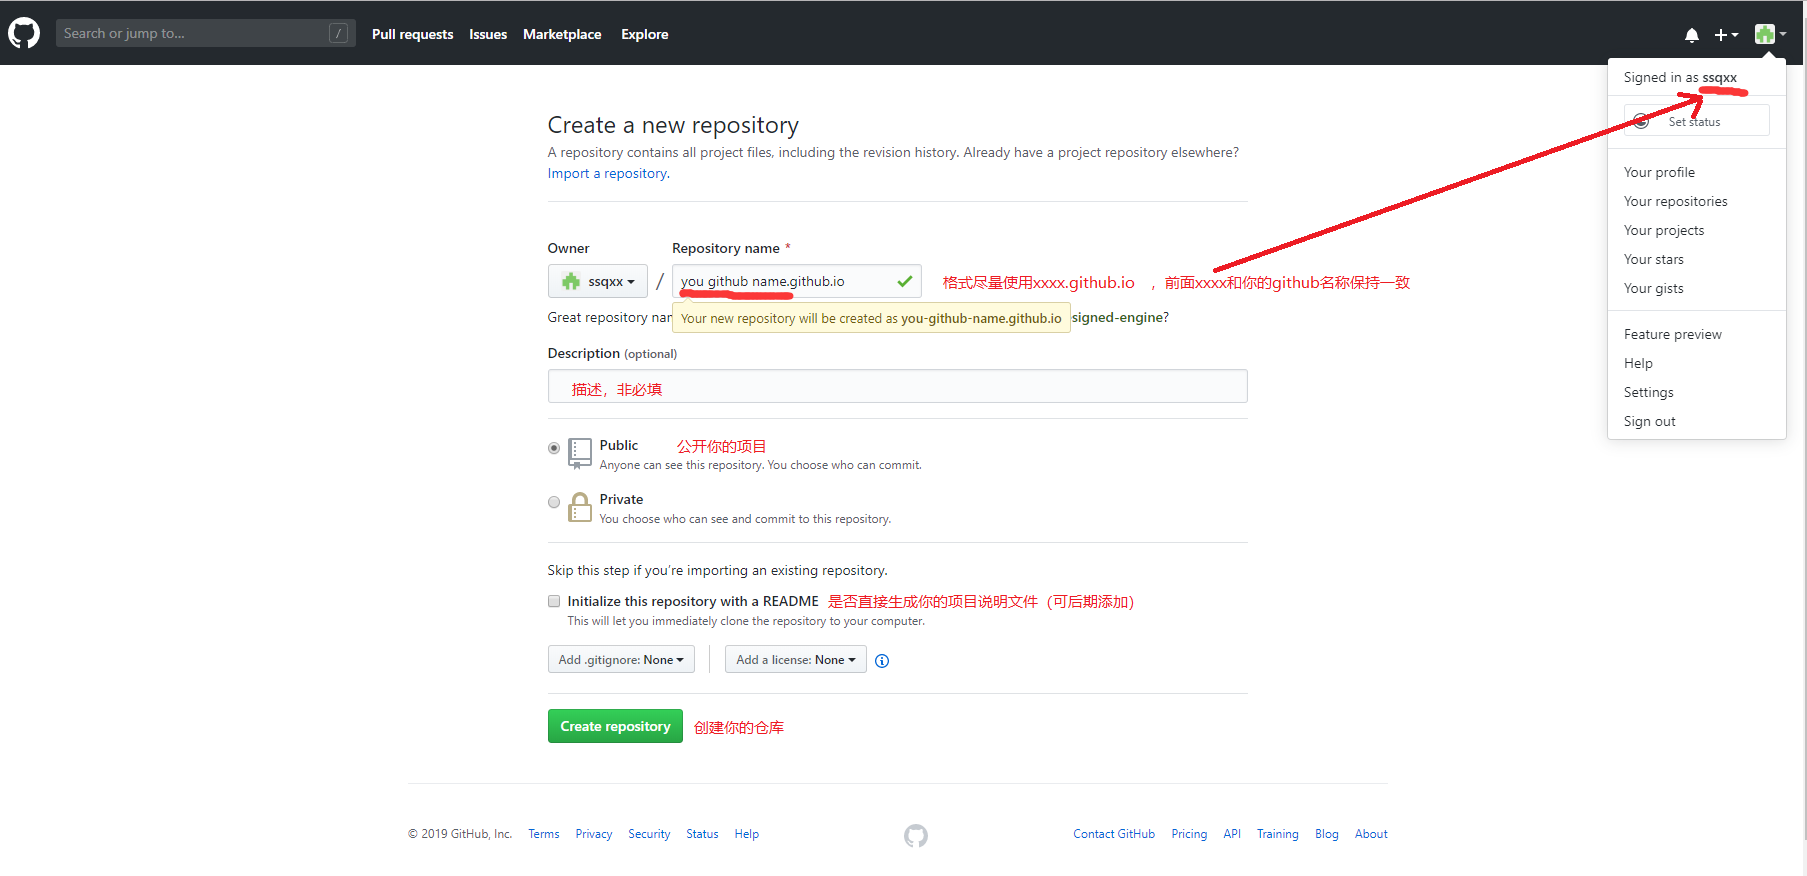 Search or jump to...
/
Pull requests
Issues
Marketplace
Explore
Signed in as ssqxx
Set status
Your profile
Your repositories
Your projects
Your stars
Your gists
Feature preview
Help
Settings
Sign out
Create a new repository
A repository contains all project files, including the revision history. Already have a project repository elsewhere?
Import a repository.
Owner
Repository name *
ssqxx
/
you github name.github.io
格式尽量使用xxxx.github.io ，前面xxxx和你的github名称保持一致
Great repository
Your new repository will be created as you-github-name.github.io
signed-engine?
Description (optional)
描述，非必填
Public
公开你的项目
Anyone can see this repository. You choose who can commit.
Private
You choose who can see and commit to this repository.
Skip this step if you're importing an existing repository.
Initialize this repository with a README
是否直接生成你的项目说明文件（可后期添加）
This will let you immediately clone the repository to your computer.
Add .gitignore: None
Add a license: None
Create repository
创建你的仓库
© 2019 GitHub, Inc.
Terms
Privacy
Security
Status
Help
Contact GitHub
Pricing
API
Training
Blog
About